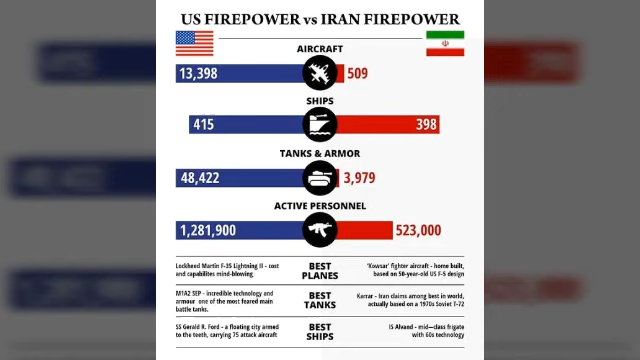 US FIREPOWER vs IRAN FIREPOWER
AIRCRAFT
13,398
509
SHIPS
415
398
TANKS & ARMOR
48,422
3,979
ACTIVE PERSONNEL
1,281,900
523,000
Lockheed Martin F-35 Lightning II - cost
and capabilites mind-blowing
BEST
PLANES
'Kowsar' fighter aircraft - home built,
based on 50-year-old US F-5 design
M1A2 SEP - incredible technology and
armour one of the most feared main
battle tanks.
BEST
TANKS
Karrar - Iran claims among best in world,
actually based on a 1970s Soviet T-72
SS Gerald R. Ford - a floating city armed
to the teeth, carrying 75 attack aircraft
BEST
SHIPS
IS Alvand - mid-class frigate
with 60s technology